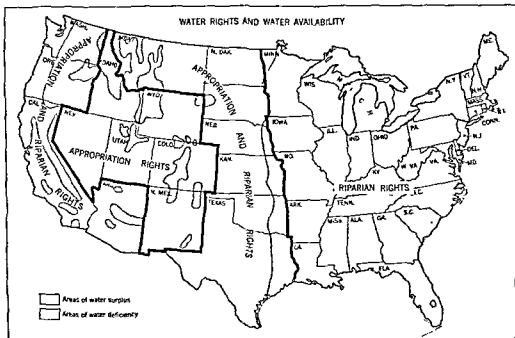 WATER RIGHTS AND WATER AVAILABILITY
WASH.
MONT.
N. DAK.
MINN.
ME.
ORE.
IDAHO
APPROPRIATION
APPROPRIATION
WIS.
MICH
N.Y.
VT.
N.H.
MASS.
R.I.
CONN.
WYO.
CAL
NEV
NEB
IOWA
ILL.
IND.
OHIO
PA.
N.J.
DEL.
MD.
UTAH
COLO.
AND
AND
KAN.
MO.
KY.
W VA.
VA.
APPROPRIATION RIGHTS
RIPARIAN RIGHTS
RIPARIAN
RIPARIAN RIGHTS
TENN.
N.C.
S.C.
N. MEX.
TEXAS
RIGHTS
ARK.
LA.
MISS.
ALA.
GA.
FLA.
Areas of water surplus
Areas of water deficiency